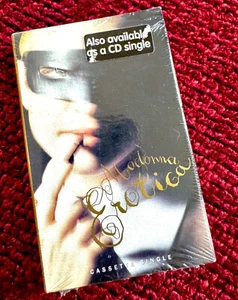 Also available
as a CD single
Madonna
Erotica
CASSETTE SINGLE